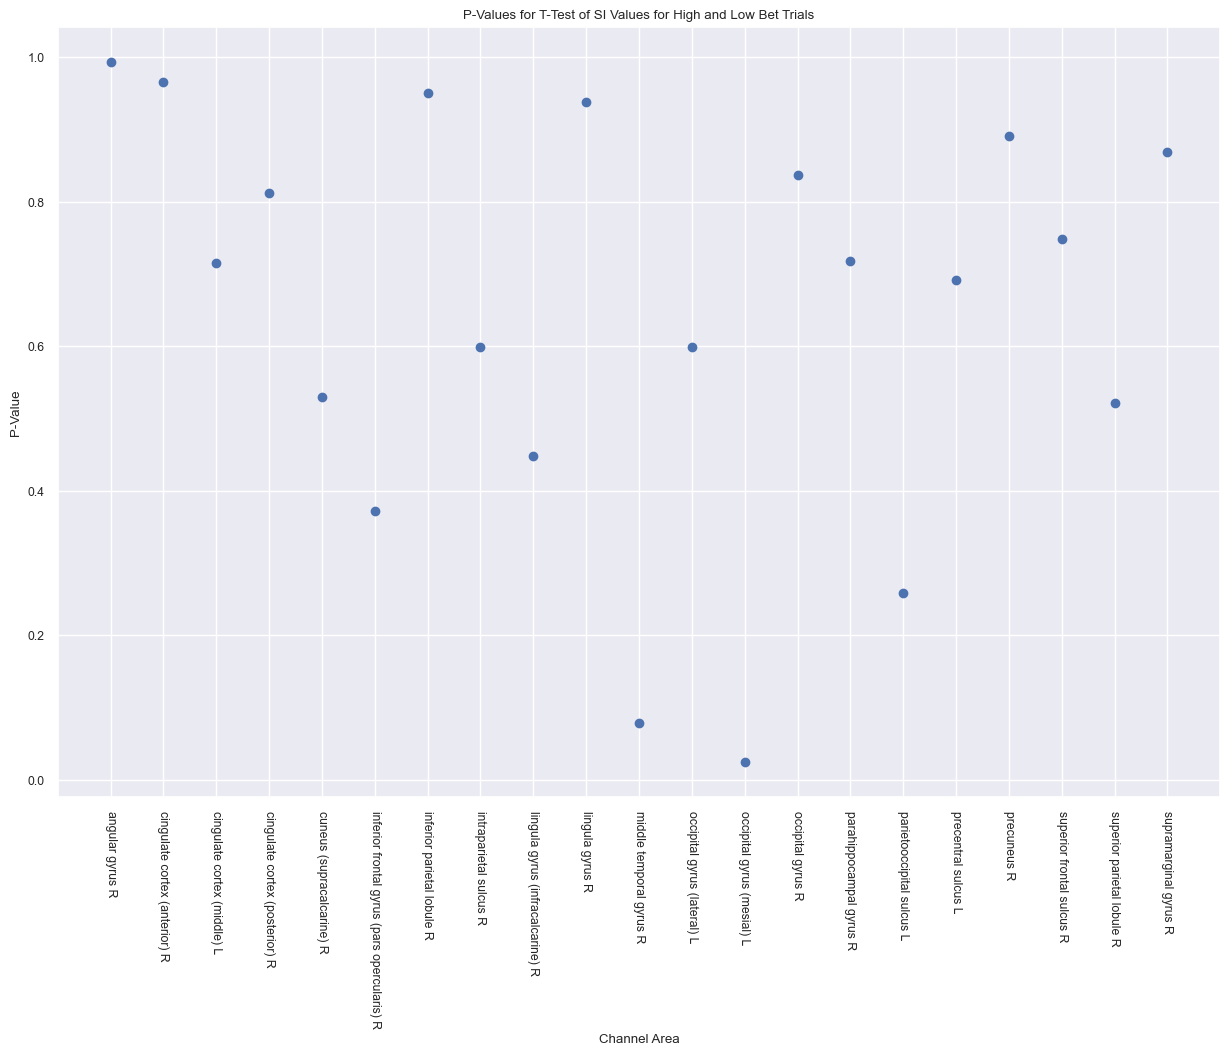 P-Values for T-Test of SI Values for High and Low Bet Trials
1.0
0.8
0.6
0.4
0.2
0.0
P-Value
angular gyrus R
cingulate cortex (anterior) R
cingulate cortex (middle) L
cingulate cortex (posterior) R
cuneus (supracalcarine) R
inferior frontal gyrus (pars opercularis) R
inferior parietal lobule R
intraparietal sulcus R
lingula gyrus (infracalcarine) R
lingula gyrus R
middle temporal gyrus R
occipital gyrus (lateral) L
occipital gyrus (mesial) L
occipital gyrus R
parahippocampal gyrus R
parietooccipital sulcus L
precentral sulcus L
precuneus R
superior frontal sulcus R
superior parietal lobule R
supramarginal gyrus R
Channel Area